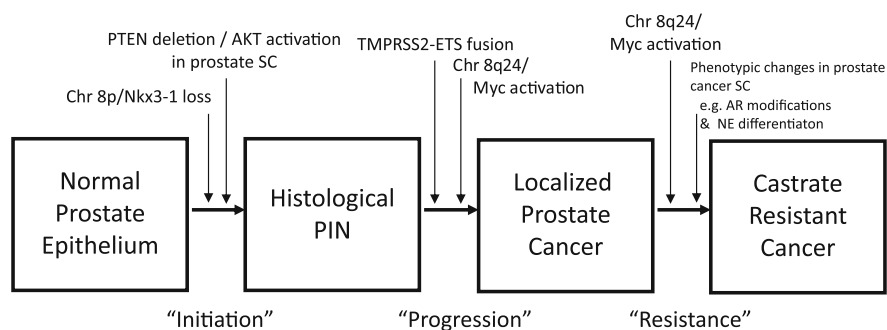 PTEN deletion / AKT activation
in prostate SC
Chr 8p/Nkx3-1 loss
TMPRSS2-ETS fusion
Chr 8q24/
Myc activation
Chr 8q24/
Myc activation
Phenotypic changes in prostate
cancer SC
e.g. AR modifications
& NE differentiaton
Normal
Prostate
Epithelium
Histological
PIN
Localized
Prostate
Cancer
Castrate
Resistant
Cancer
“Initiation”
“Progression”
“Resistance”